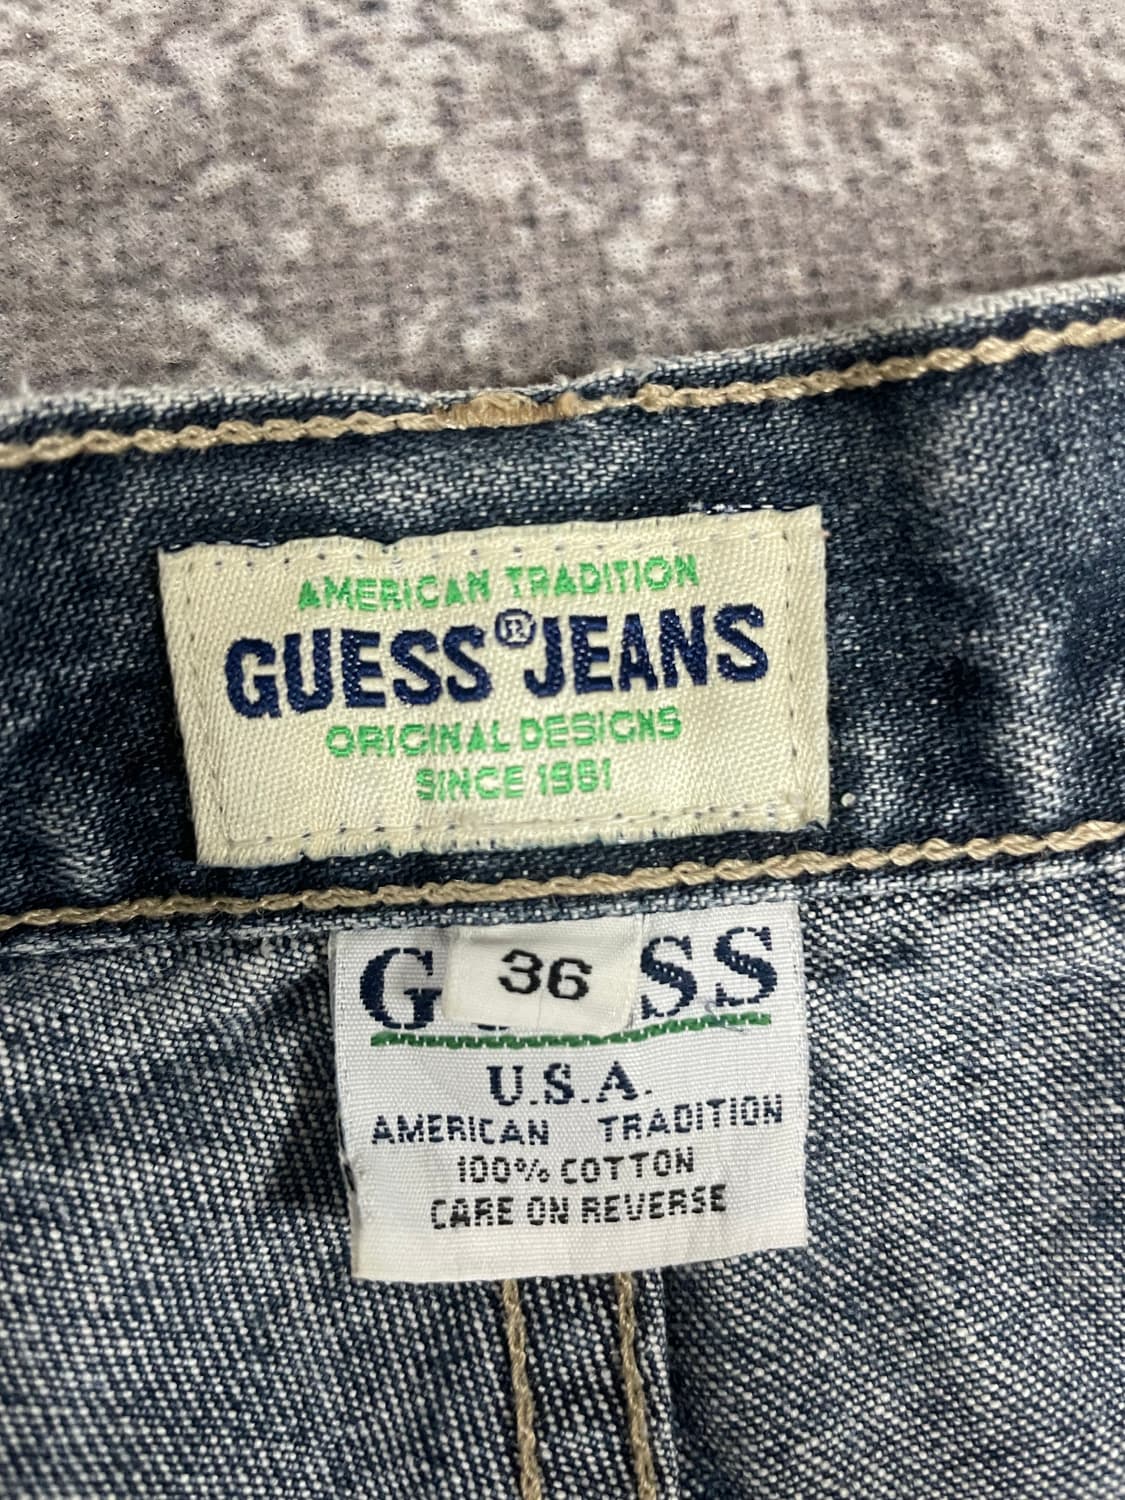 AMERICAN TRADITION
GUESS® JEANS
ORIGINAL DESIGNS
SINCE 1981
36
U.S.A.
AMERICAN TRADITION
100% COTTON
CARE ON REVERSE